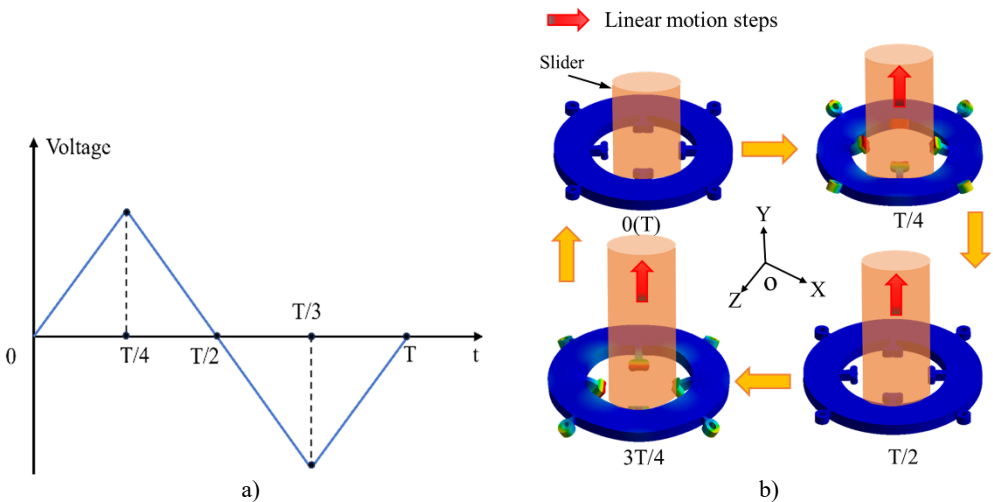 Voltage
0
T/4
T/2
T/3
T
t
a)
Linear motion steps
Slider
0(T)
T/4
Y
Z
O
X
3T/4
T/2
b)